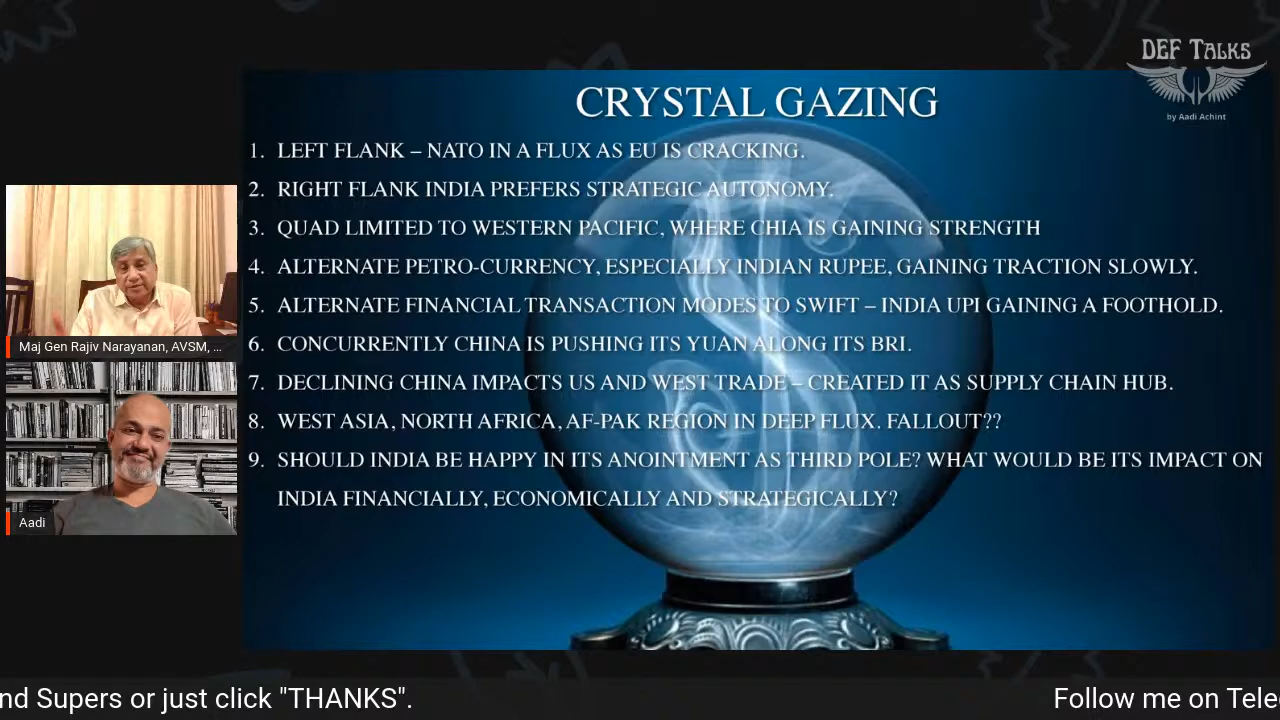 DEF TALKS
by Aadi Achint
CRYSTAL GAZING
1. LEFT FLANK – NATO IN A FLUX AS EU IS CRACKING.
2. RIGHT FLANK INDIA PREFERS STRATEGIC AUTONOMY.
3. QUAD LIMITED TO WESTERN PACIFIC, WHERE CHIA IS GAINING STRENGTH
4. ALTERNATE PETRO-CURRENCY, ESPECIALLY INDIAN RUPEE, GAINING TRACTION SLOWLY.
5. ALTERNATE FINANCIAL TRANSACTION MODES TO SWIFT – INDIA UPI GAINING A FOOTHOLD.
6. CONCURRENTLY CHINA IS PUSHING ITS YUAN ALONG ITS BRI.
7. DECLINING CHINA IMPACTS US AND WEST TRADE – CREATED IT AS SUPPLY CHAIN HUB.
8. WEST ASIA, NORTH AFRICA, AF-PAK REGION IN DEEP FLUX. FALLOUT??
9. SHOULD INDIA BE HAPPY IN ITS ANOINTMENT AS THIRD POLE? WHAT WOULD BE ITS IMPACT ON
INDIA FINANCIALLY, ECONOMICALLY AND STRATEGICALLY?
Maj Gen Rajiv Narayanan, AVSM, ...
Aadi
nd Supers or just click "THANKS".
Follow me on Tele